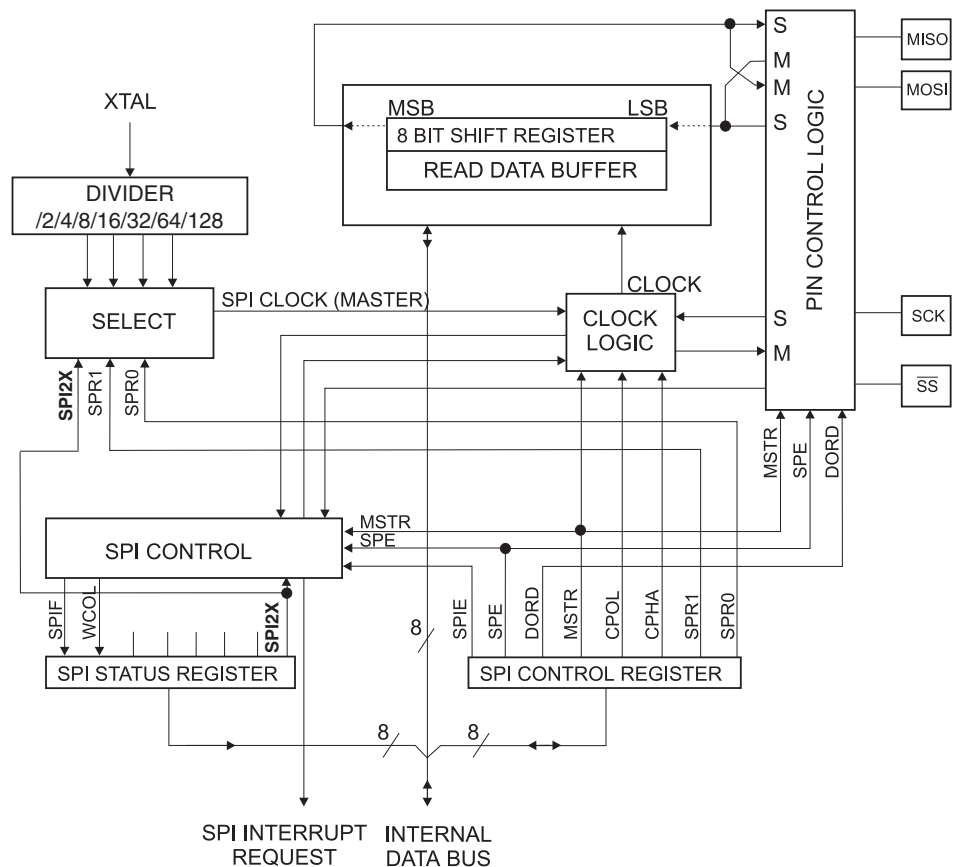 S
MISO
M
XTAL
M
MOSI
MSB
LSB
S
8 BIT SHIFT REGISTER
READ DATA BUFFER
PIN CONTROL LOGIC
DIVIDER
/2/4/8/16/32/64/128
CLOCK
SPI CLOCK (MASTER)
SELECT
CLOCK
LOGIC
S
M
SCK
SS
SPI2X
SPR1
SPR0
MSTR
SPE
DORD
MSTR
SPE
SPI CONTROL
SPIF
WCOL
SPI2X
8
SPIE
SPE
DORD
MSTR
CPOL
CPHA
SPR1
SPR0
SPI STATUS REGISTER
SPI CONTROL REGISTER
8
8
SPI INTERRUPT
REQUEST
INTERNAL
DATA BUS